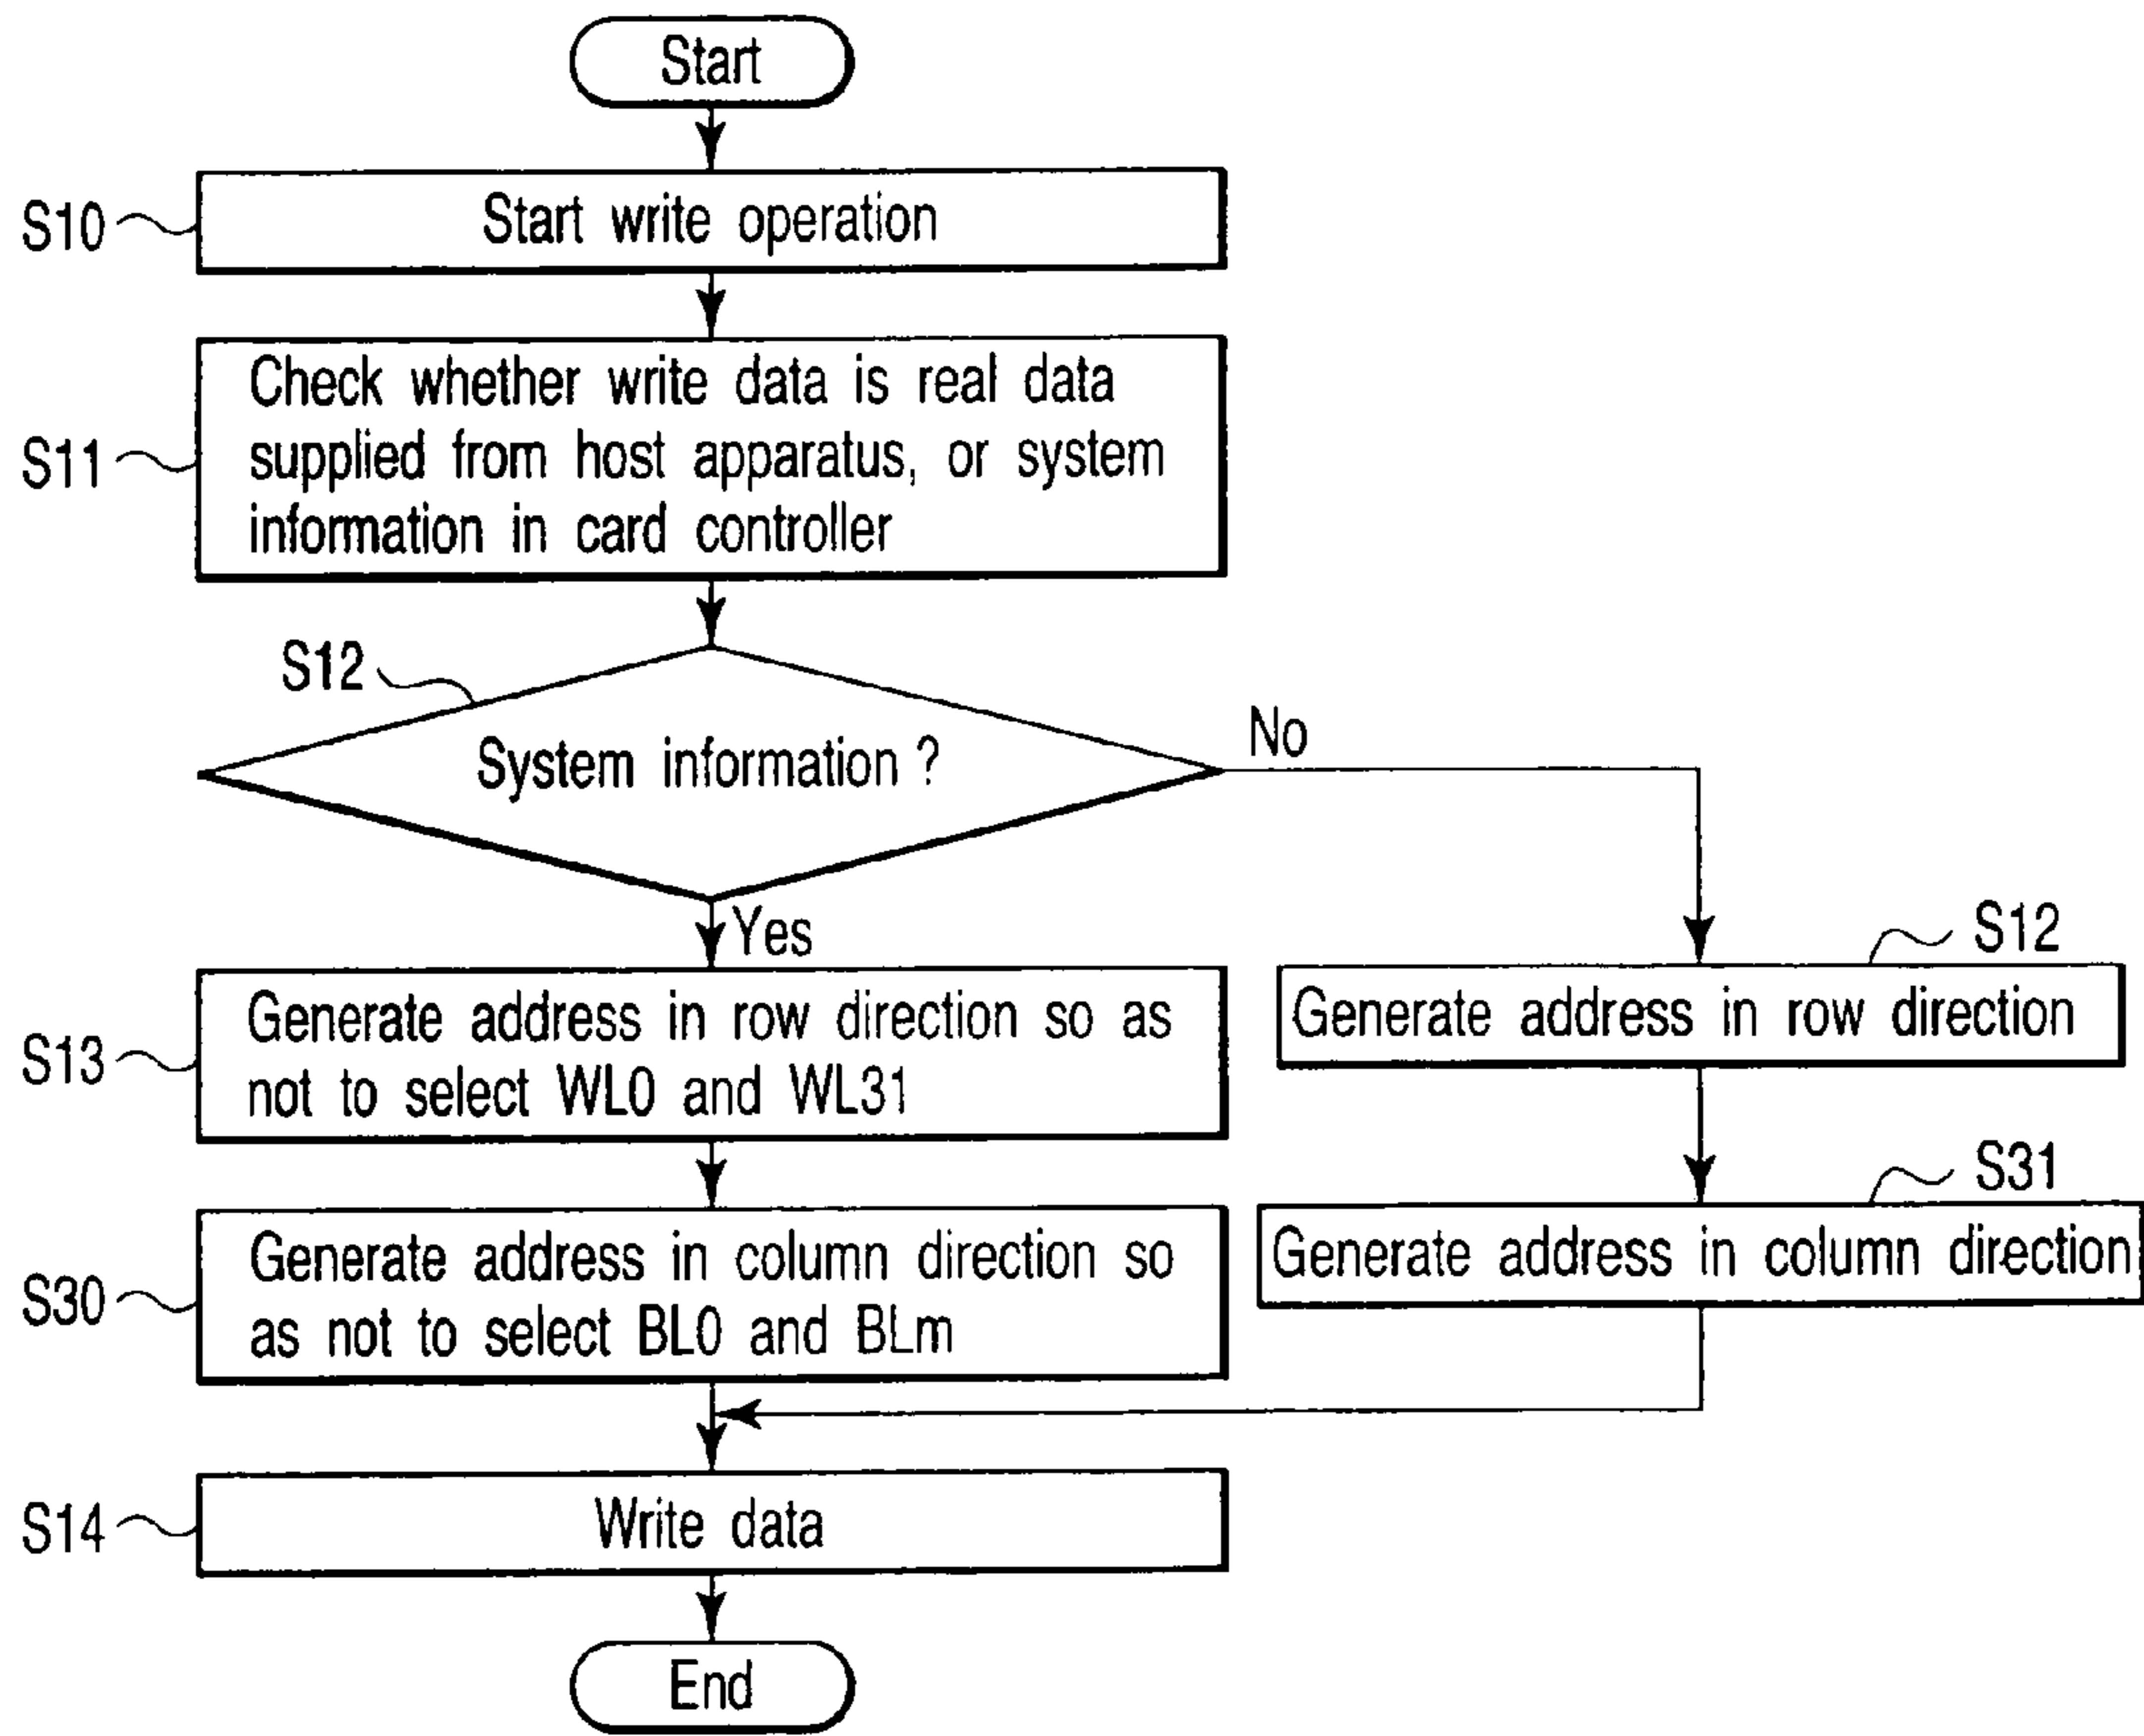 Start
S10
Start write operation
S11
Check whether write data is real data
supplied from host apparatus, or system
information in card controller
S12
System information ?
No
Yes
S12
Generate address in row direction
S13
Generate address in row direction so as
not to select WL0 and WL31
S31
Generate address in column direction
S30
Generate address in column direction so
as not to select BL0 and BLm
S14
Write data
End